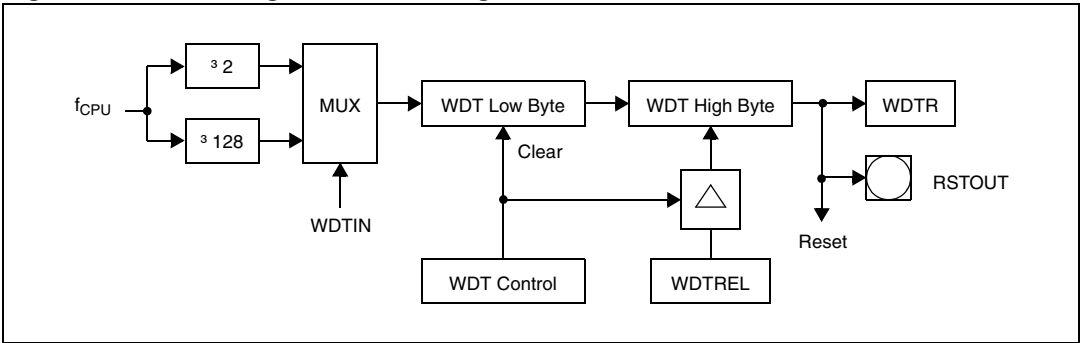 ³ 2
f CPU
MUX
WDT Low Byte
WDT High Byte
WDTR
³ 128
Clear
RSTOUT
WDTIN
Reset
WDT Control
WDTREL